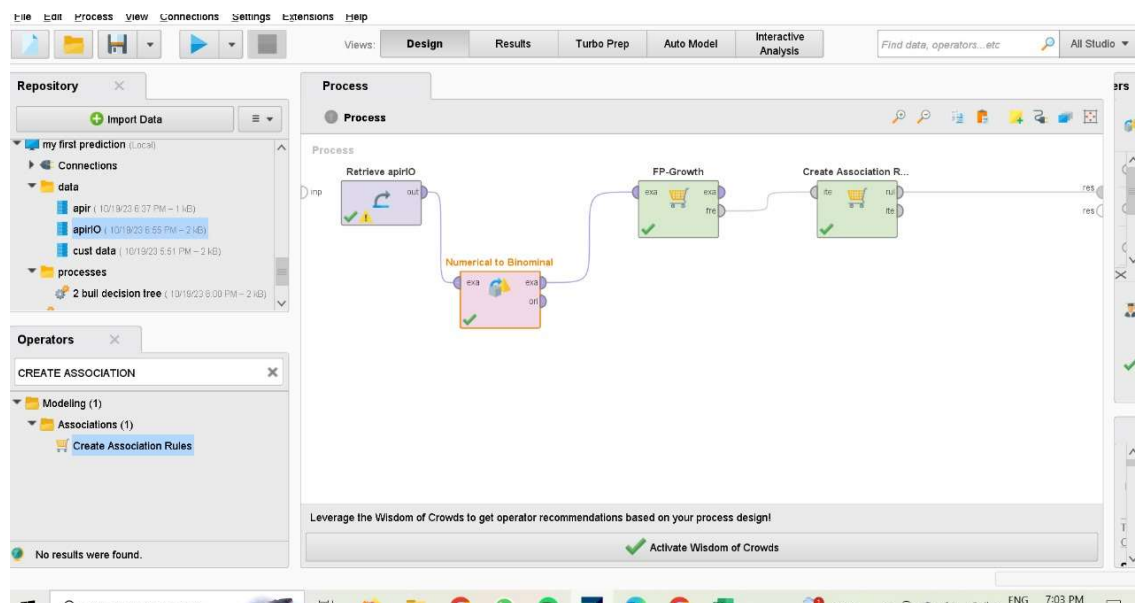 File Edit Process View Connections Settings Extensions Help
Views: Design Results Turbo Prep Auto Model Interactive Analysis Find data, operators...etc All Studio
Repository
Import Data
my first prediction (Local)
Connections
data
apir ( 10/19/23 6:37 PM – 1 kB)
apirIO ( 10/19/23 6:55 PM – 2 kB)
cust data ( 10/19/23 5:51 PM – 2 kB)
processes
2 buil decision tree ( 10/19/23 6:00 PM – 2 kB)
Operators
CREATE ASSOCIATION
Modeling (1)
Associations (1)
Create Association Rules
No results were found.
Process
Process
Process
inp
Retrieve apirIO
out
Numerical to Binominal
exa exa
ori
FP-Growth
exa exa
fre
Create Association R...
ite rul
ite
res
res
Leverage the Wisdom of Crowds to get operator recommendations based on your process design!
Activate Wisdom of Crowds
ers
ENG 7:03 PM